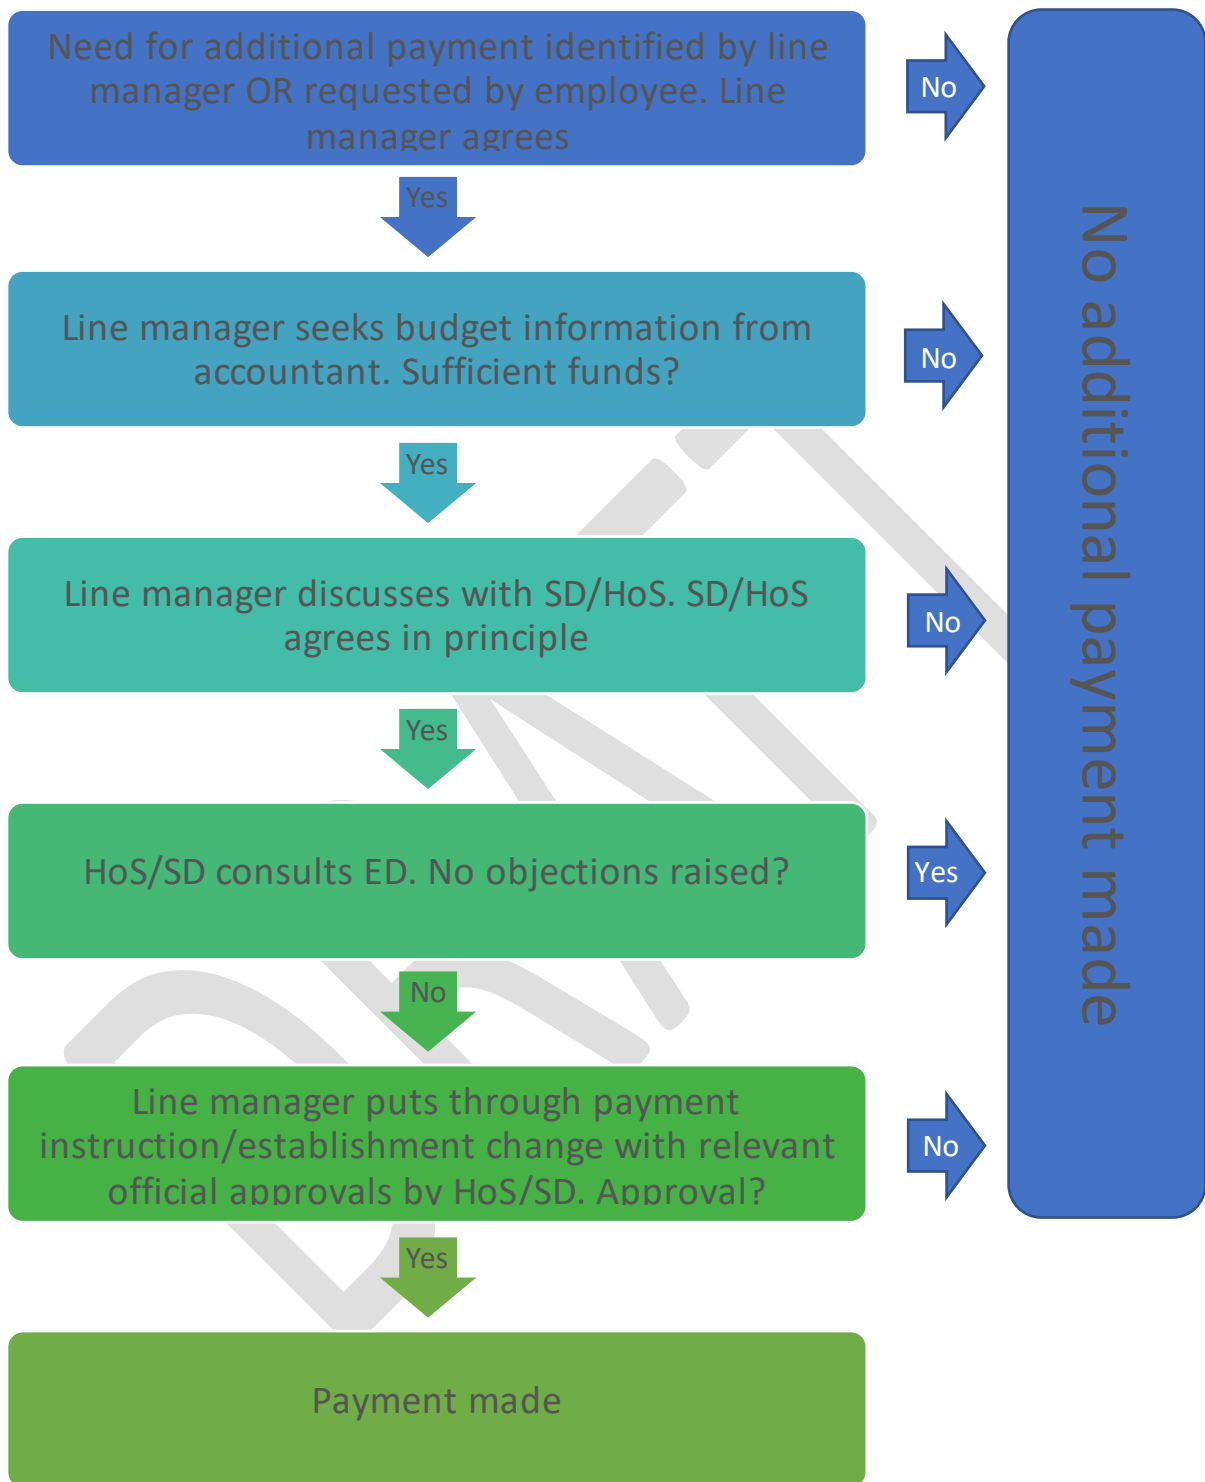 Need for additional payment identified by line
manager OR requested by employee. Line
manager agrees
No
Yes
Line manager seeks budget information from
accountant. Sufficient funds?
No
Yes
Line manager discusses with SD/HoS. SD/HoS
agrees in principle
No
Yes
HoS/SD consults ED. No objections raised?
Yes
No
Line manager puts through payment
instruction/establishment change with relevant
official approvals by HoS/SD. Approval?
No
Yes
Payment made
No additional payment made